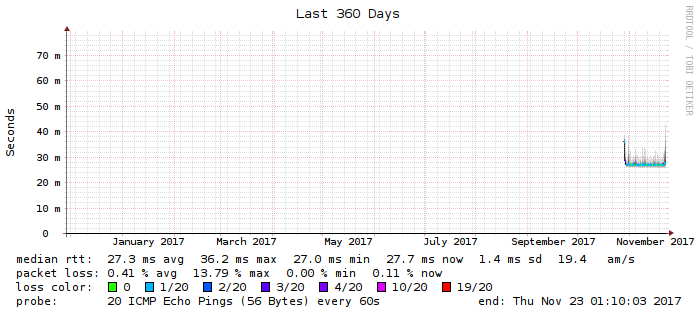 Last 360 Days
RRDTOOL / TOBI OETIKER
Seconds
70 m
60 m
50 m
40 m
30 m
20 m
10 m
0
January 2017 March 2017 May 2017 July 2017 September 2017 November 2017
median rtt: 27.3 ms avg 36.2 ms max 27.0 ms min 27.7 ms now 1.4 ms sd 19.4 am/s
packet loss: 0.41 % avg 13.79 % max 0.00 % min 0.11 % now
loss color: 0 1/20 2/20 3/20 4/20 10/20 19/20
probe: 20 ICMP Echo Pings (56 Bytes) every 60s end: Thu Nov 23 01:10:03 2017